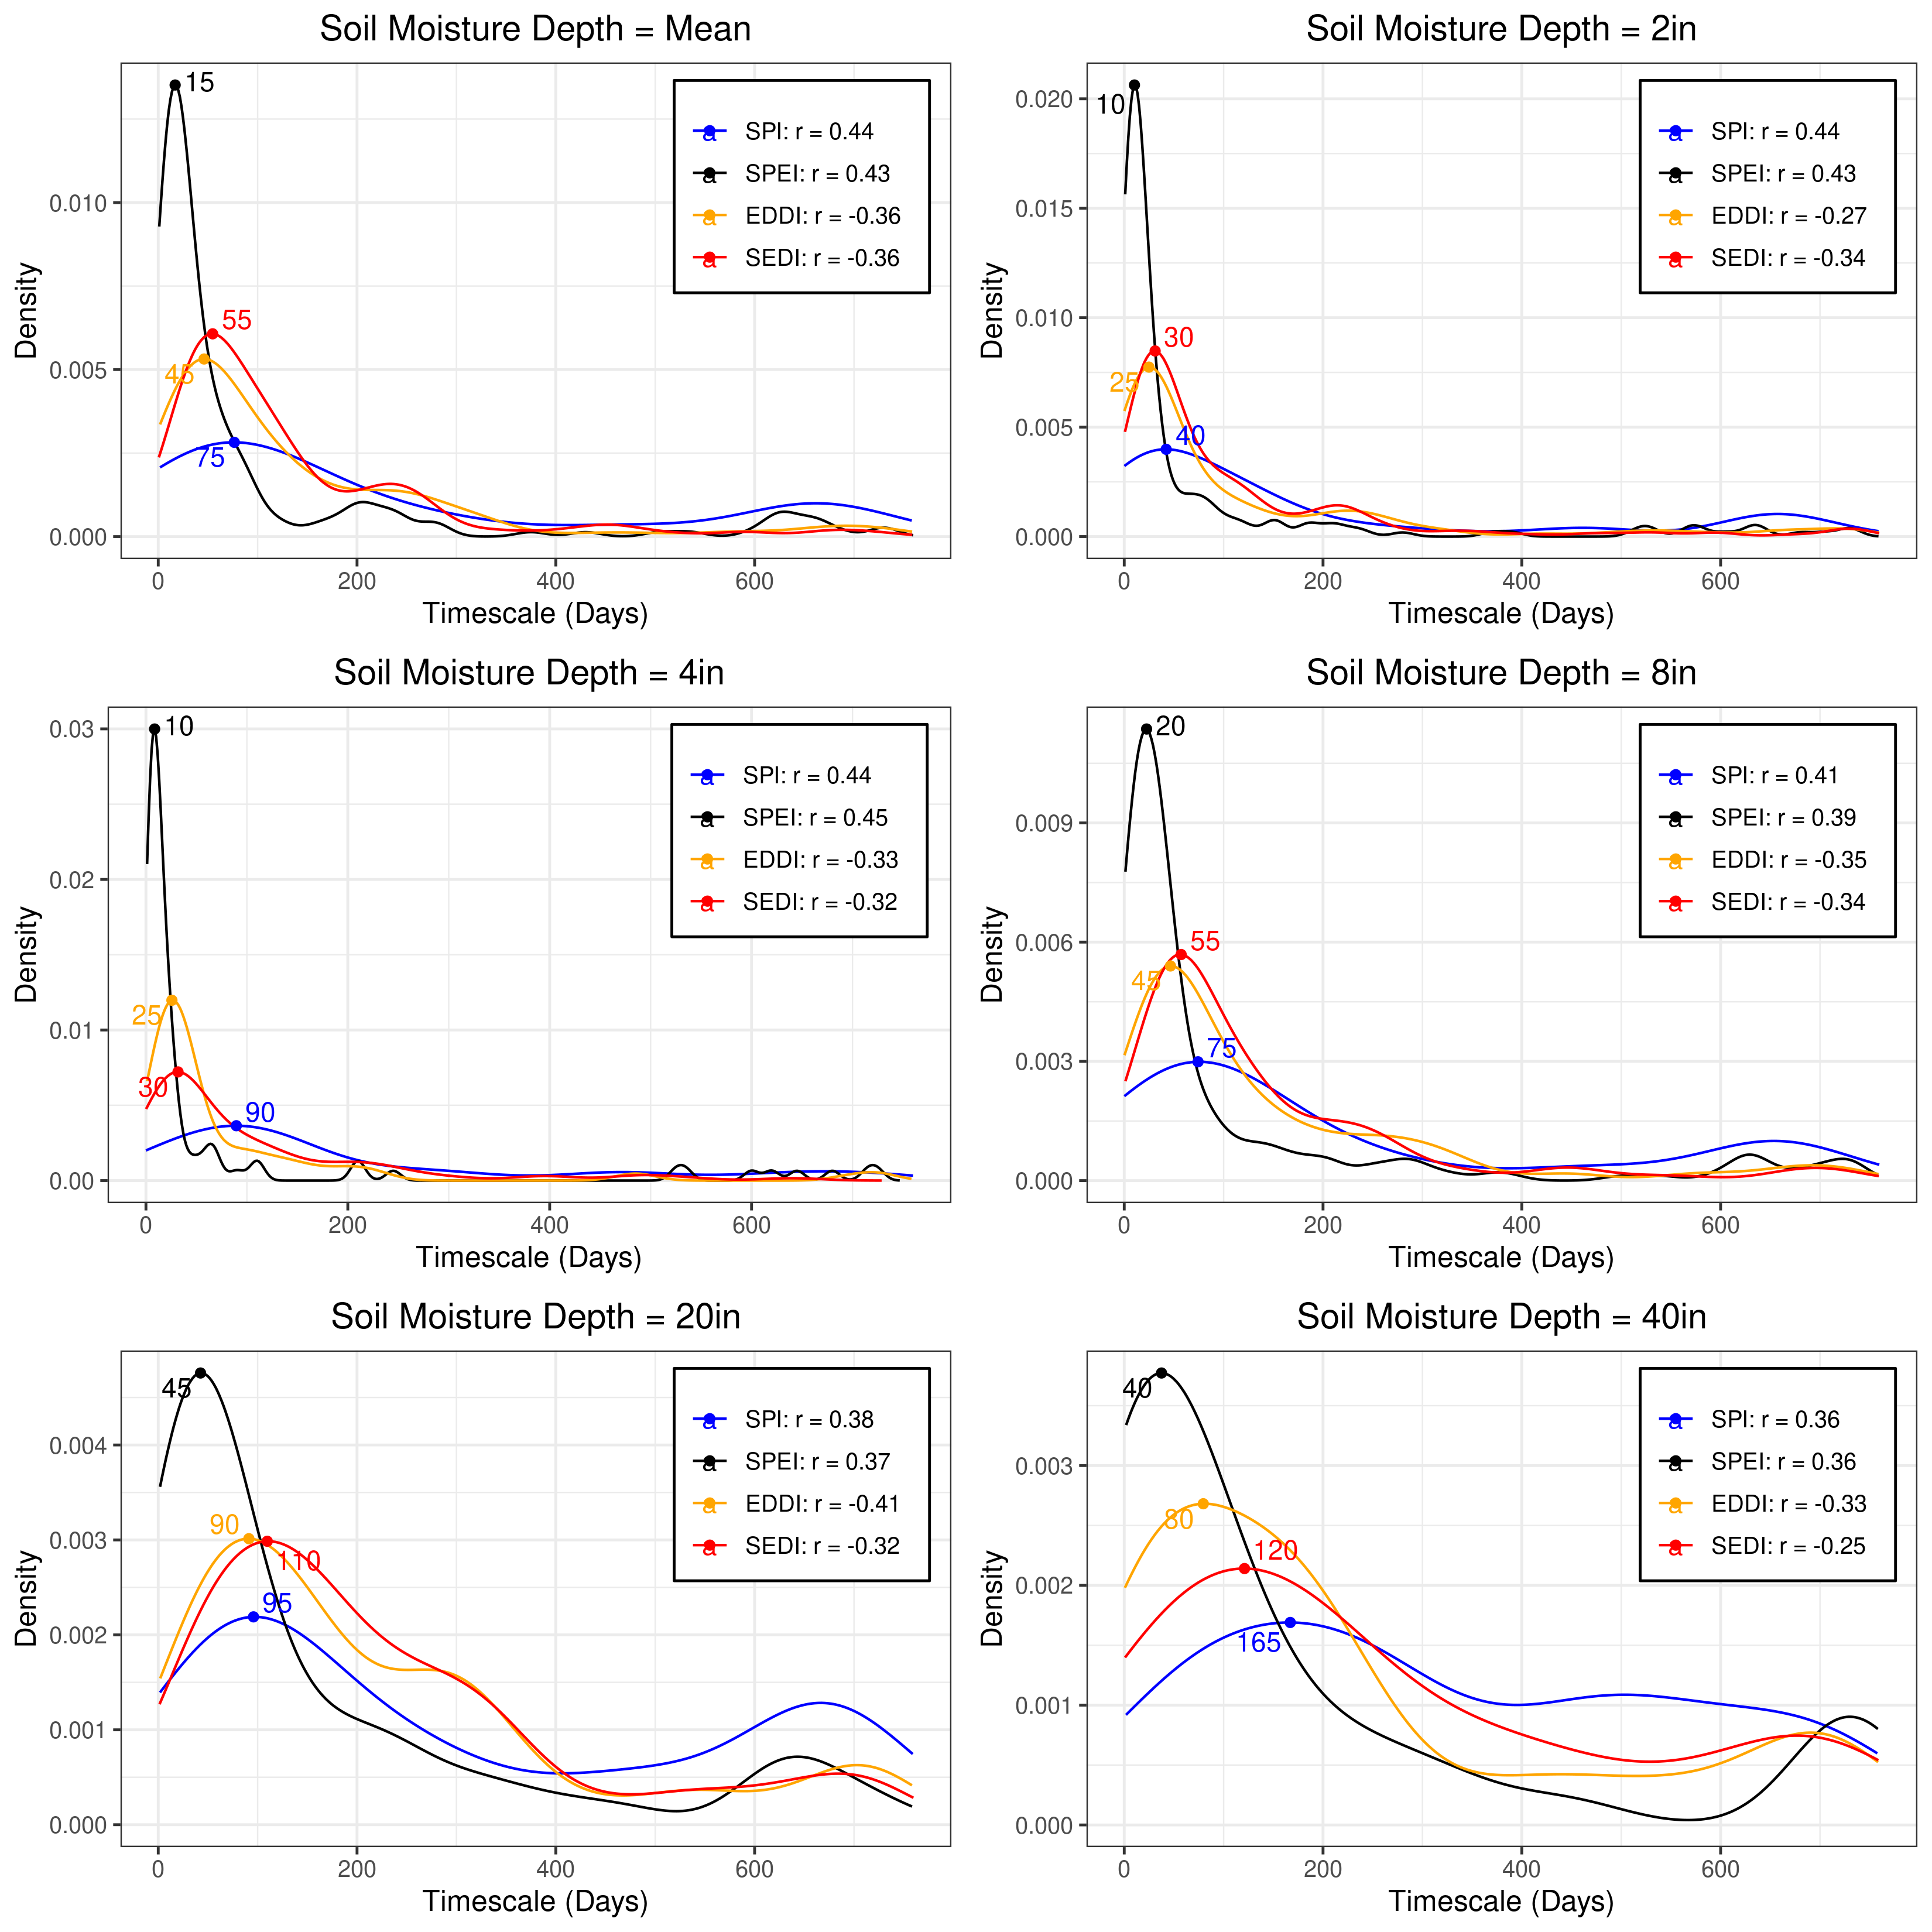 Soil Moisture Depth = Mean
15
55
45
75
a SPI: r = 0.44
a SPEI: r = 0.43
a EDDI: r = -0.36
a SEDI: r = -0.36
Density
0.010
0.005
0.000
0 200 400 600
Timescale (Days)
Soil Moisture Depth = 2in
10
30
25
40
a SPI: r = 0.44
a SPEI: r = 0.43
a EDDI: r = -0.27
a SEDI: r = -0.34
Density
0.020
0.015
0.010
0.005
0.000
0 200 400 600
Timescale (Days)
Soil Moisture Depth = 4in
10
25
30
90
a SPI: r = 0.44
a SPEI: r = 0.45
a EDDI: r = -0.33
a SEDI: r = -0.32
Density
0.03
0.02
0.01
0.00
0 200 400 600
Timescale (Days)
Soil Moisture Depth = 8in
20
55
45
75
a SPI: r = 0.41
a SPEI: r = 0.39
a EDDI: r = -0.35
a SEDI: r = -0.34
Density
0.009
0.006
0.003
0.000
0 200 400 600
Timescale (Days)
Soil Moisture Depth = 20in
45
90
110
95
a SPI: r = 0.38
a SPEI: r = 0.37
a EDDI: r = -0.41
a SEDI: r = -0.32
Density
0.004
0.003
0.002
0.001
0.000
0 200 400 600
Timescale (Days)
Soil Moisture Depth = 40in
40
80
120
165
a SPI: r = 0.36
a SPEI: r = 0.36
a EDDI: r = -0.33
a SEDI: r = -0.25
Density
0.003
0.002
0.001
0.000
0 200 400 600
Timescale (Days)